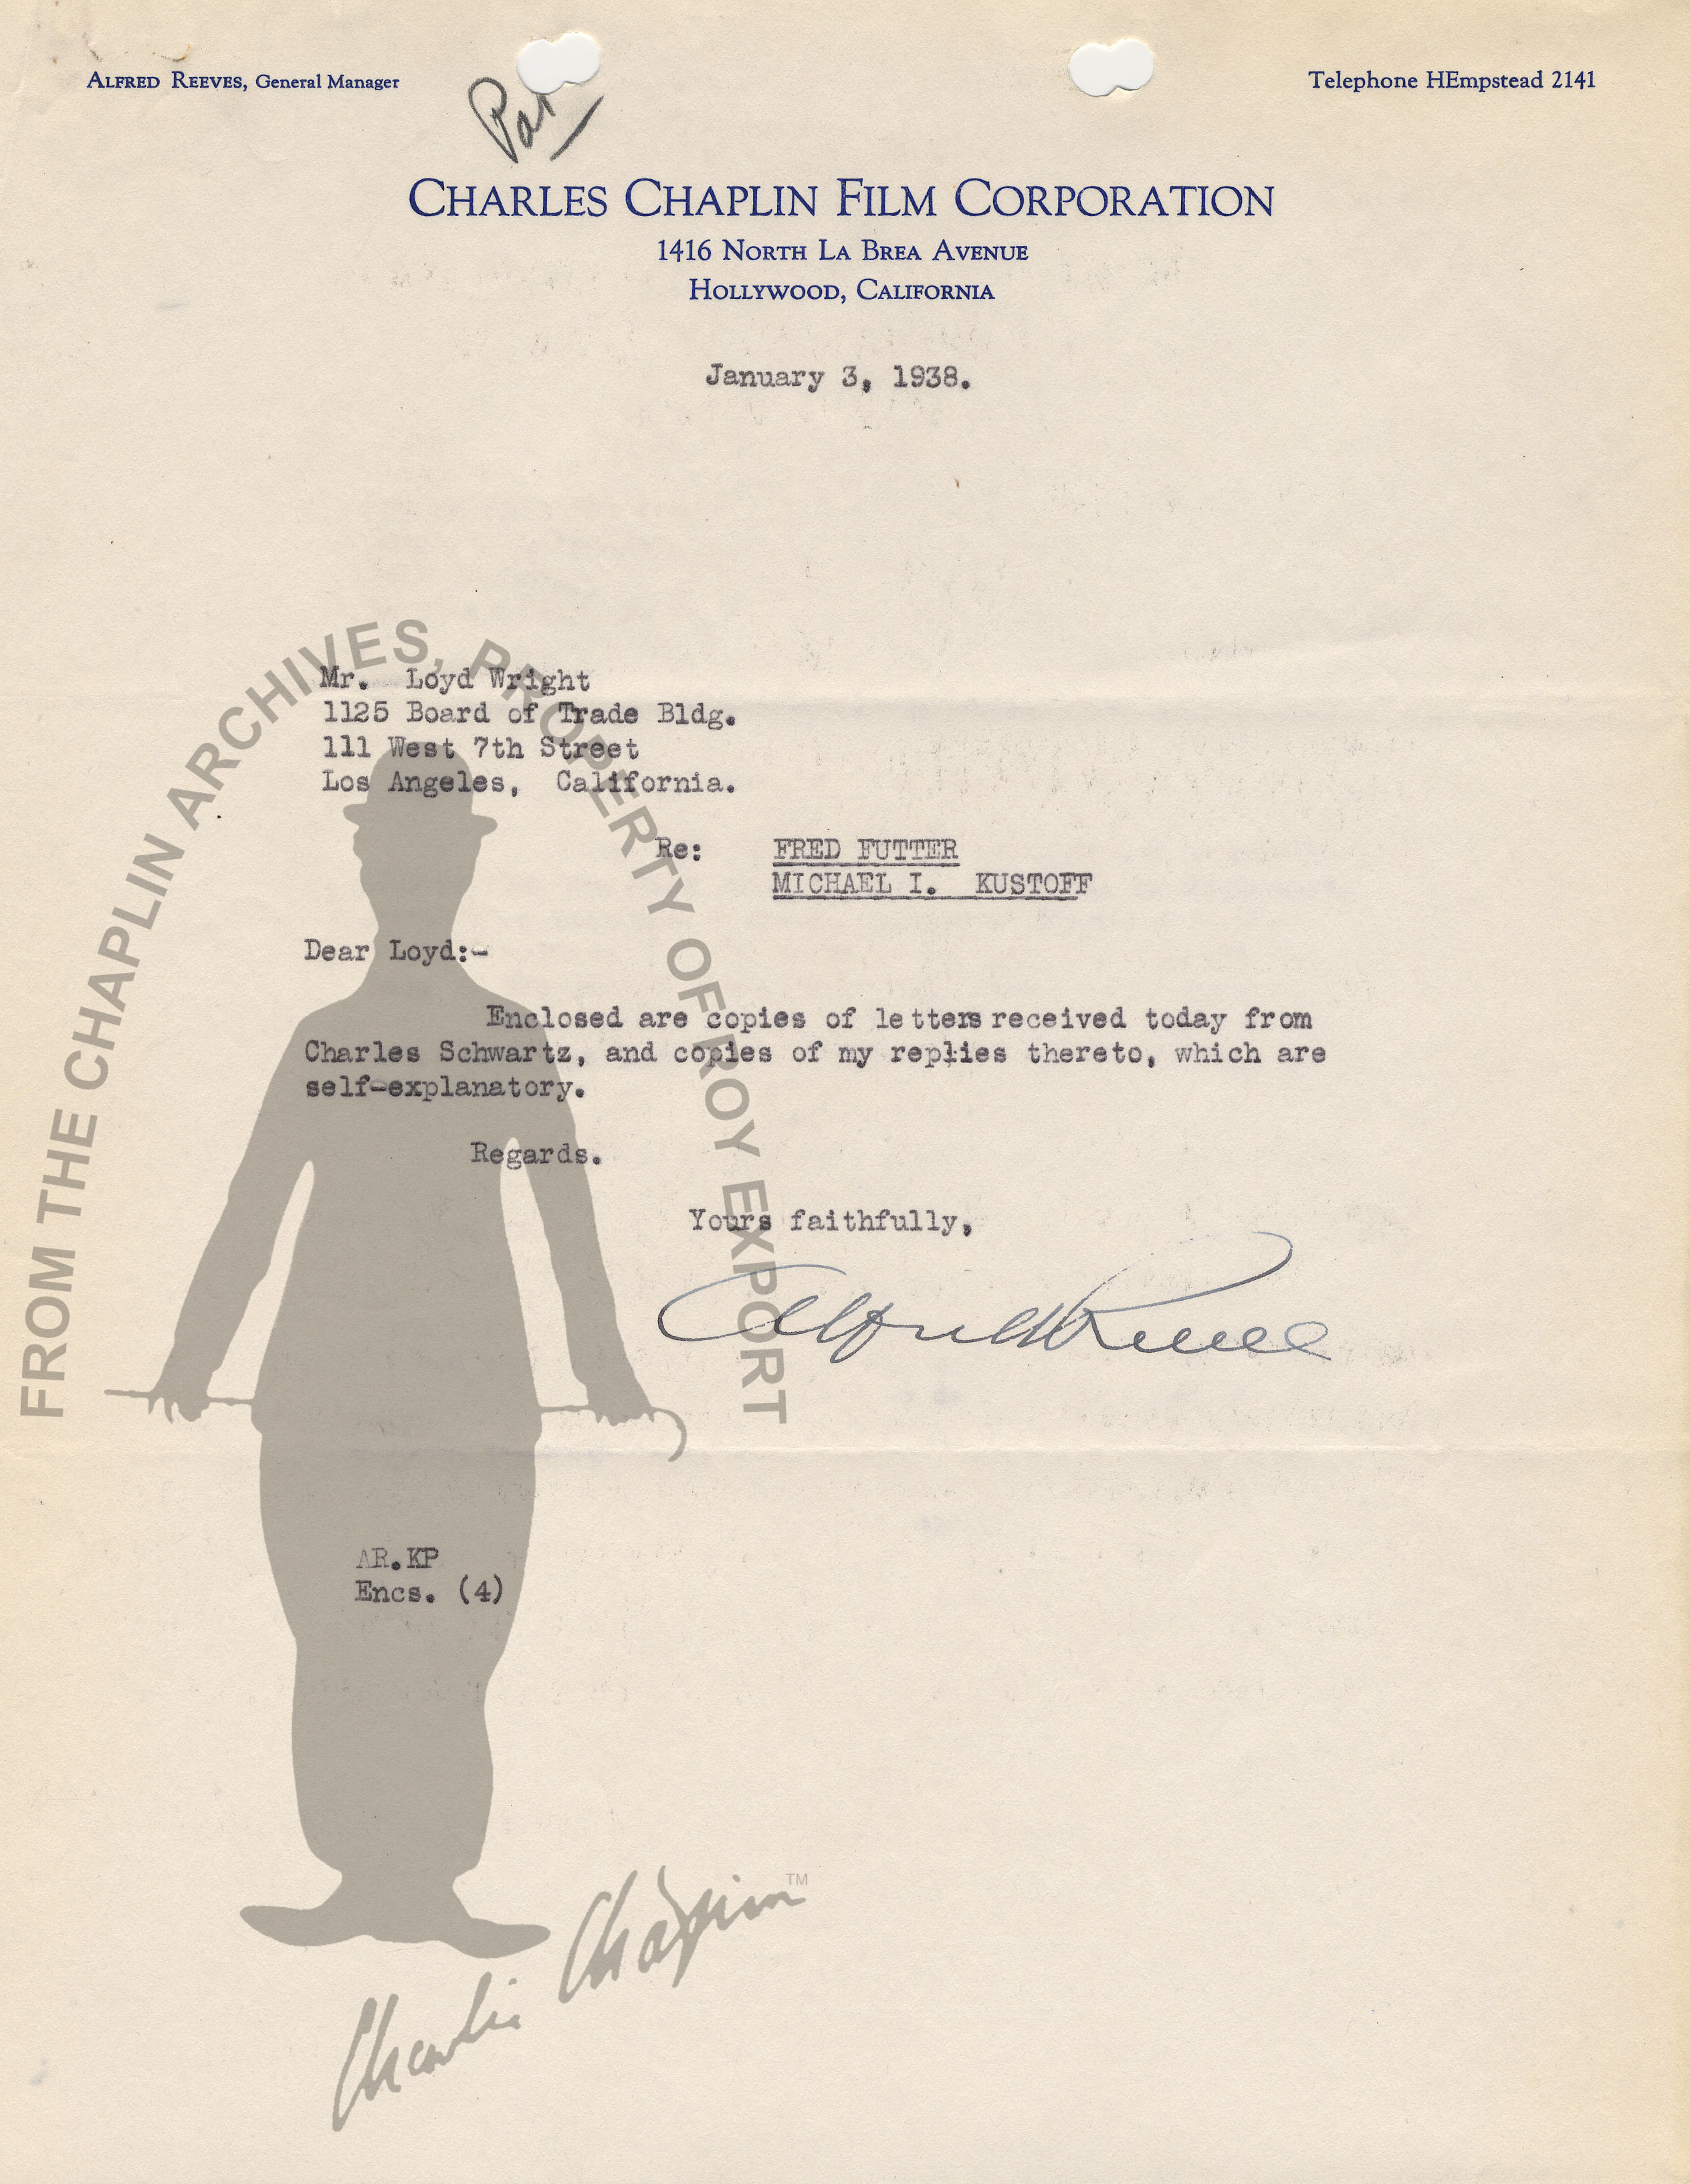 ALFRED REEVES, General Manager
Telephone HEmpstead 2141
CHARLES CHAPLIN FILM CORPORATION
1416 NORTH LA BREA AVENUE
HOLLYWOOD, CALIFORNIA
January 3, 1938.
Mr. Loyd Wright
1125 Board of Trade Bldg.
111 West 7th Street
Los Angeles, California.
Re: FRED FUTTER
MICHAEL I. KUSTOFF
Dear Loyd:-
Enclosed are copies of letters received today from
Charles Schwartz, and copies of my replies thereto, which are
self-explanatory.
Regards.
Yours faithfully,
Alfred Reeves
AR.KP
Encs. (4)
FROM THE CHAPLIN ARCHIVES, PROPERTY OF ROY EXPORT
Charlie Chaplin TM